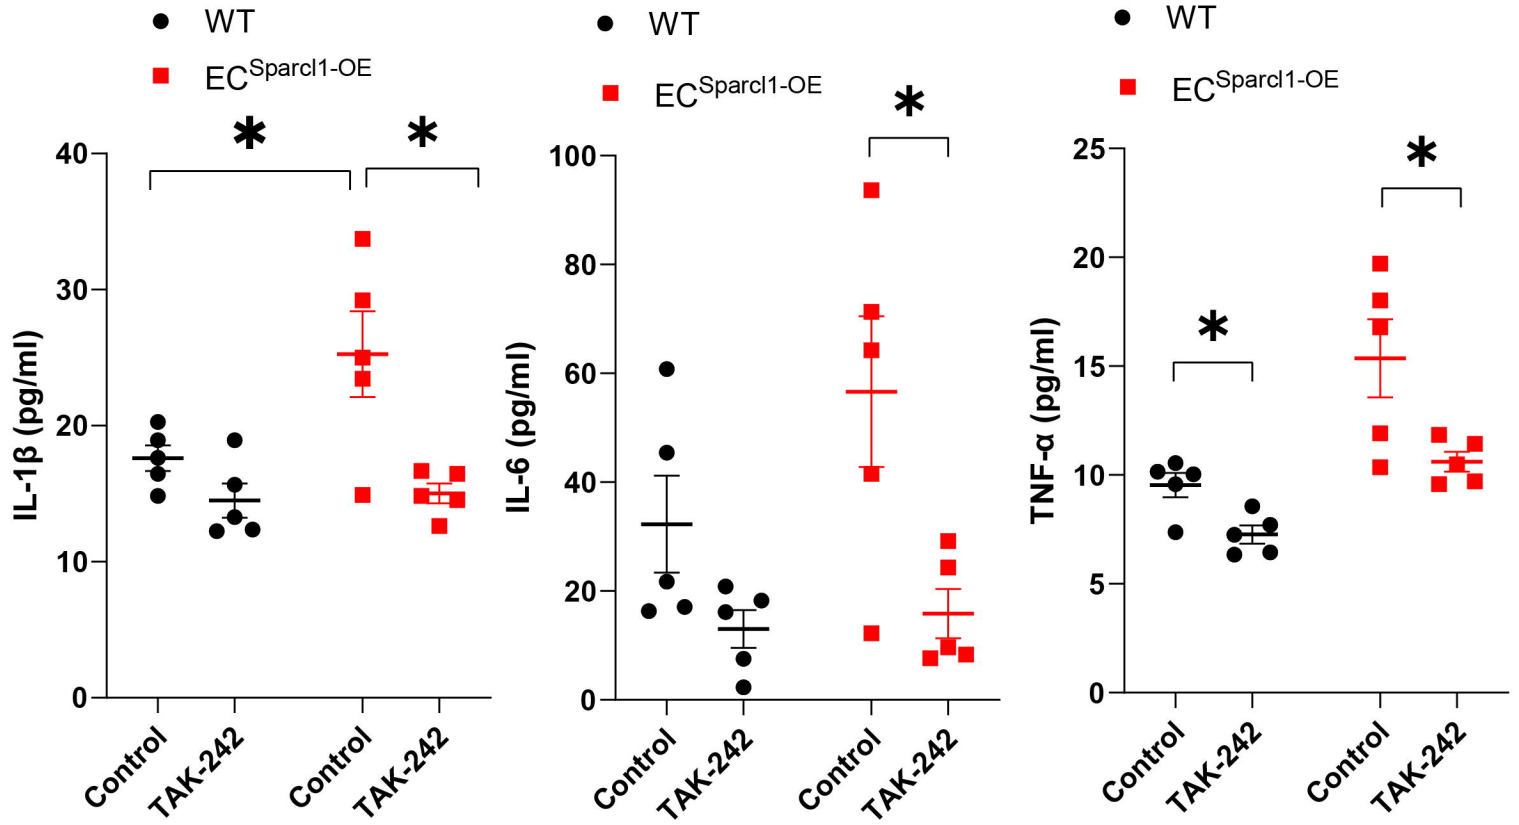 WT
EC^Sparcl1-OE
*
*
40
30
20
10
0
IL-1β (pg/ml)
Control
TAK-242
Control
TAK-242
WT
EC^Sparcl1-OE
*
100
80
60
40
20
0
IL-6 (pg/ml)
Control
TAK-242
Control
TAK-242
WT
EC^Sparcl1-OE
*
*
25
20
15
10
5
0
TNF-α (pg/ml)
Control
TAK-242
Control
TAK-242